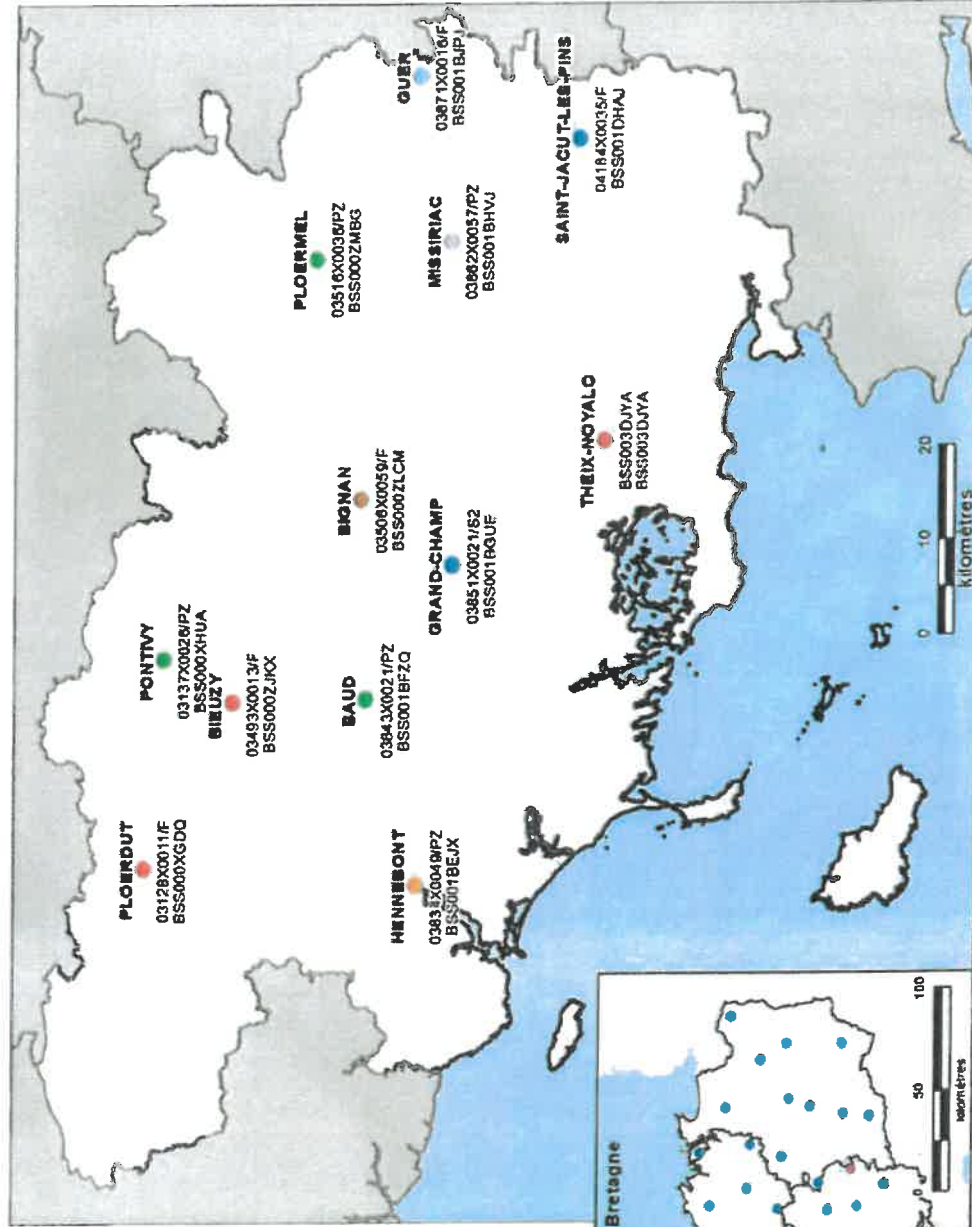 PLOERDUT
03128X0011/F
BSS000XGDQ
PONTIVY
03137X0026/PZ
BSS000XHUA
BIEUZY
03493X0013/F
BSS000ZJKX
PLOERMEL
03516X0036/PZ
BSS000ZMBG
GUER
03871X0016/F
BSS001BJPJ
BIGNAN
03506X0059/F
BSS000ZLCM
BAUD
03843X0021/PZ
BSS001BFZQ
HENNEBONT
BSS001BEJX
GRAND-CHAMP
03851X0021/S2
BSS001BGUE
MISSIRIAC
03862X0057/PZ
BSS001BHVJ
SAINT-JACUT-LES-PINS
04184X0035/F
BSS001DHAJ
THEIX-NOYALO
BSS003DJYA
BSS003DJYA
0 10 20
kilomètres
Bretagne
0 50 100
kilomètres